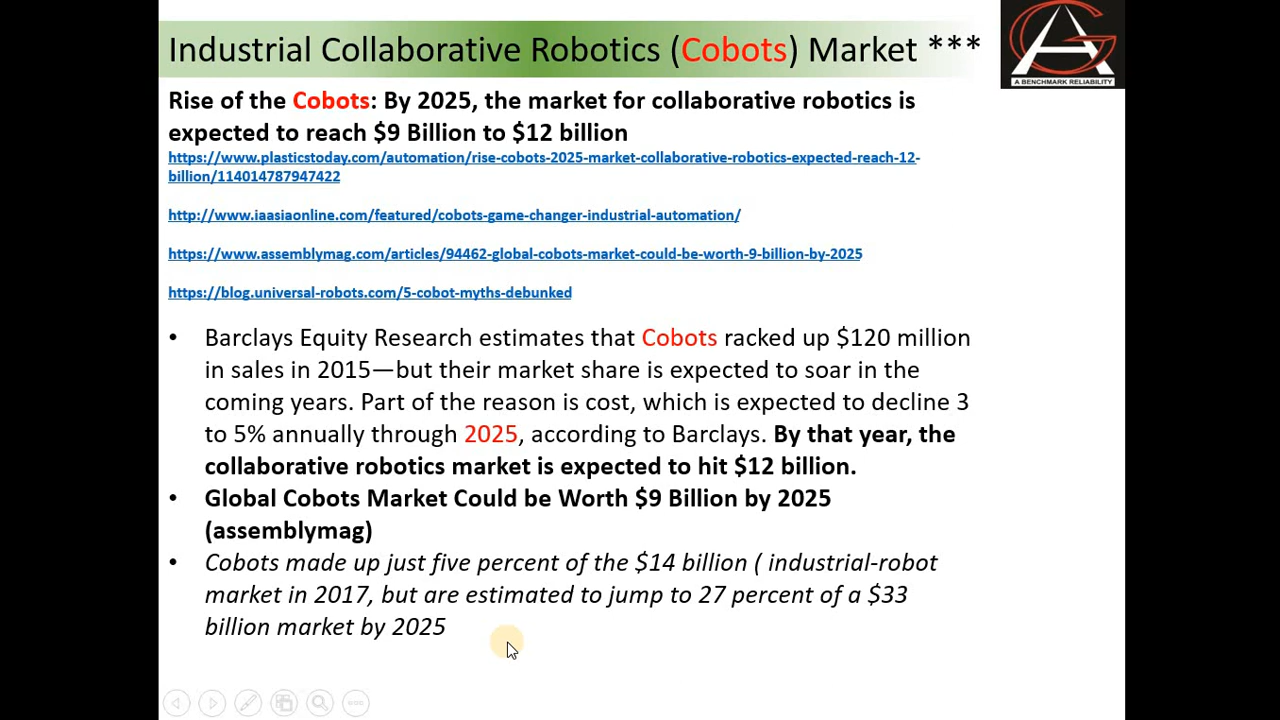 Industrial Collaborative Robotics (Cobots) Market ***
A BENCHMARK RELIABILITY
Rise of the Cobots: By 2025, the market for collaborative robotics is
expected to reach $9 Billion to $12 billion
https://www.plasticstoday.com/automation/rise-cobots-2025-market-collaborative-robotics-expected-reach-12-
billion/114014787947422
http://www.iaasiaonline.com/featured/cobots-game-changer-industrial-automation/
https://www.assemblymag.com/articles/94462-global-cobots-market-could-be-worth-9-billion-by-2025
https://blog.universal-robots.com/5-cobot-myths-debunked
• Barclays Equity Research estimates that Cobots racked up $120 million
in sales in 2015—but their market share is expected to soar in the
coming years. Part of the reason is cost, which is expected to decline 3
to 5% annually through 2025, according to Barclays. By that year, the
collaborative robotics market is expected to hit $12 billion.
• Global Cobots Market Could be Worth $9 Billion by 2025
(assemblymag)
• Cobots made up just five percent of the $14 billion ( industrial-robot
market in 2017, but are estimated to jump to 27 percent of a $33
billion market by 2025